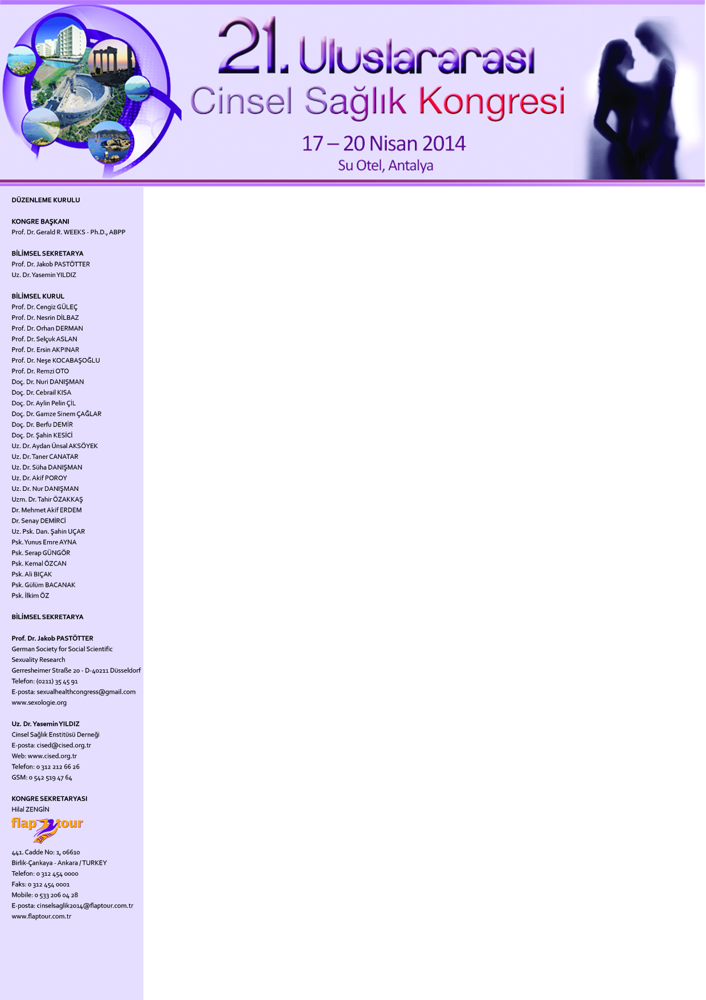 21. Uluslararası
Cinsel Sağlık Kongresi
17 – 20 Nisan 2014
Su Otel, Antalya
DÜZENLEME KURULU
KONGRE BAŞKANI
Prof. Dr. Gerald R. WEEKS - Ph.D., ABPP
BİLİMSEL SEKRETARYA
Prof. Dr. Jakob PASTÖTTER
Uz. Dr. Yasemin YILDIZ
BİLİMSEL KURUL
Prof. Dr. Cengiz GÜLEÇ
Prof. Dr. Nesrin DİLBAZ
Prof. Dr. Orhan DERMAN
Prof. Dr. Selçuk ASLAN
Prof. Dr. Ersin AKPINAR
Prof. Dr. Neşe KOCABAŞOĞLU
Prof. Dr. Remzi OTO
Doç. Dr. Nuri DANIŞMAN
Doç. Dr. Cebrail KISA
Doç. Dr. Aylin Pelin ÇİL
Doç. Dr. Gamze Sinem ÇAĞLAR
Doç. Dr. Berfu DEMİR
Doç. Dr. Şahin KESİCİ
Uz. Dr. Aydan Ünsal AKSÖYEK
Uz. Dr. Taner CANATAR
Uz. Dr. Süha DANIŞMAN
Uz. Dr. Akif POROY
Uz. Dr. Nur DANIŞMAN
Uzm. Dr. Tahir ÖZAKKAŞ
Dr. Mehmet Akif ERDEM
Dr. Senay DEMİRCİ
Uz. Psk. Dan. Şahin UÇAR
Psk. Yunus Emre AYNA
Psk. Serap GÜNGÖR
Psk. Kemal ÖZCAN
Psk. Ali BIÇAK
Psk. Gülüm BACANAK
Psk. İlkim ÖZ
BİLİMSEL SEKRETARYA
Prof. Dr. Jakob PASTÖTTER
German Society for Social Scientific
Sexuality Research
Gerresheimer Straße 20 - D-40211 Düsseldorf
Telefon: (0211) 35 45 91
E-posta: sexualhealthcongress@gmail.com
www.sexologie.org
Uz. Dr. Yasemin YILDIZ
Cinsel Sağlık Enstitüsü Derneği
E-posta: cised@cised.org.tr
Web: www.cised.org.tr
Telefon: 0 312 212 66 26
GSM: 0 542 519 47 64
KONGRE SEKRETARYASI
Hilal ZENGİN
flap tour
20 YIL
441. Cadde No: 1, 06610
Birlik-Çankaya - Ankara / TURKEY
Telefon: 0 312 454 0000
Faks: 0 312 454 0001
Mobile: 0 533 206 04 28
E-posta: cinselsaglik2014@flaptour.com.tr
www.flaptour.com.tr